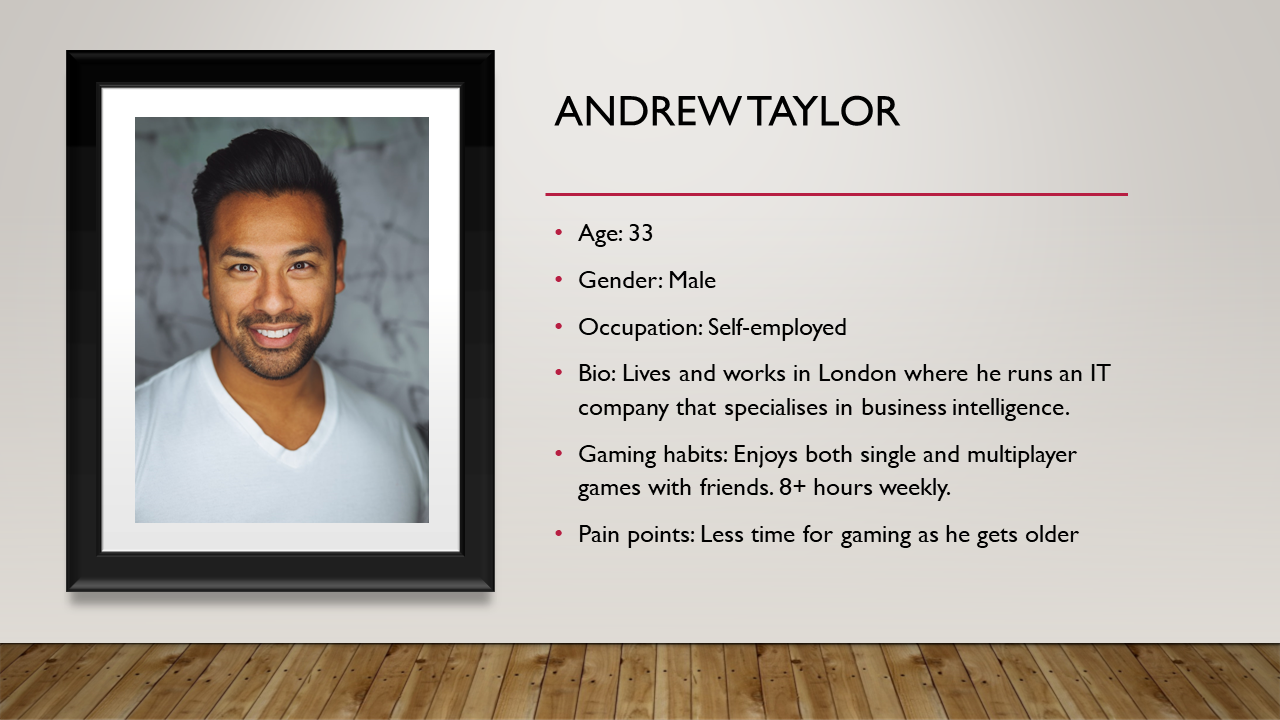 ANDREW TAYLOR
• Age: 33
• Gender: Male
• Occupation: Self-employed
• Bio: Lives and works in London where he runs an IT
company that specialises in business intelligence.
• Gaming habits: Enjoys both single and multiplayer
games with friends. 8+ hours weekly.
• Pain points: Less time for gaming as he gets older